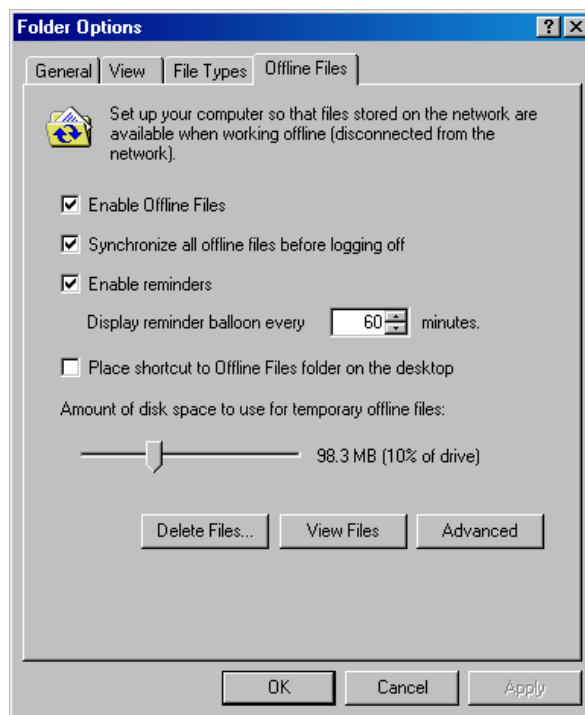 Folder Options
General View File Types Offline Files
Set up your computer so that files stored on the network are
available when working offline (disconnected from the
network).
Enable Offline Files
Synchronize all offline files before logging off
Enable reminders
Display reminder balloon every 60 minutes.
Place shortcut to Offline Files folder on the desktop
Amount of disk space to use for temporary offline files:
98.3 MB (10% of drive)
Delete Files... View Files Advanced
OK Cancel Apply